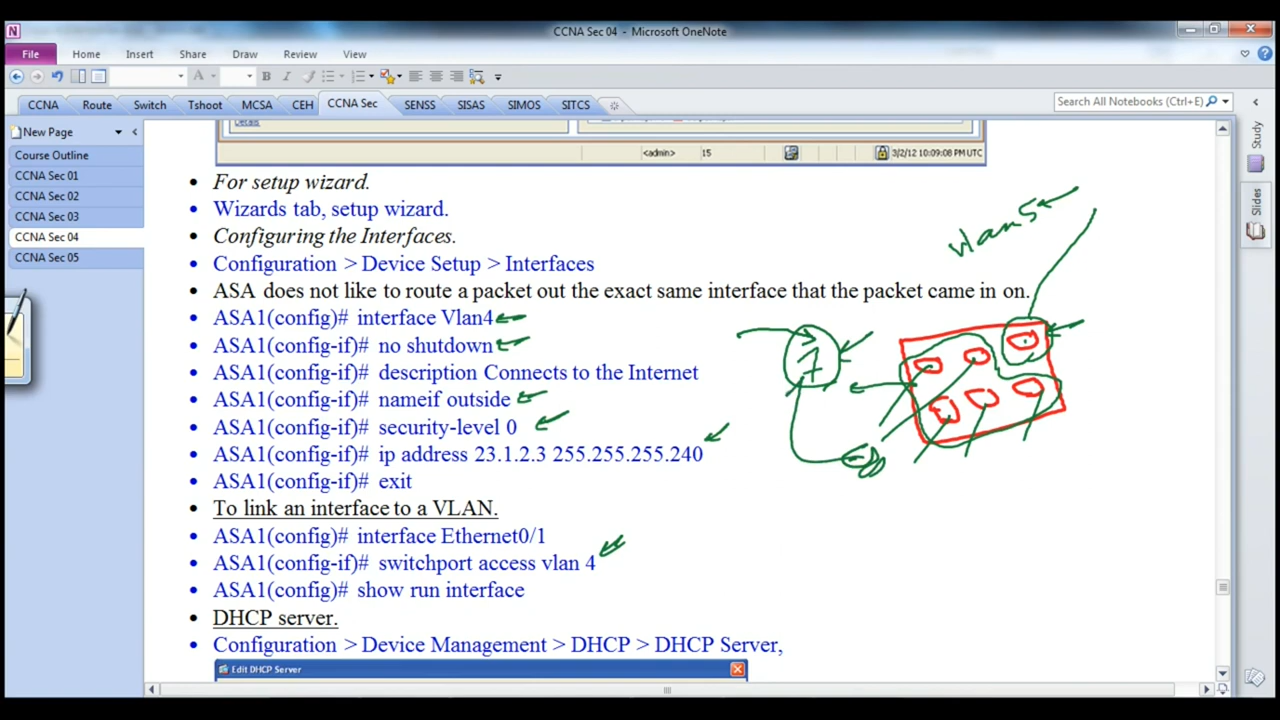 CCNA Sec 04 - Microsoft OneNote
File Home Insert Share Draw Review View
CCNA Route Switch Tshoot MCSA CEH CCNA Sec SENSS SISAS SIMOS SITCS
Search All Notebooks (Ctrl+E)
New Page
Course Outline
CCNA Sec 01
CCNA Sec 02
CCNA Sec 03
CCNA Sec 04
CCNA Sec 05
Study
Slides
Details
<admin> 15 3/2/12 10:09:08 PM UTC
• For setup wizard.
• Wizards tab, setup wizard.
• Configuring the Interfaces.
• Configuration > Device Setup > Interfaces
• ASA does not like to route a packet out the exact same interface that the packet came in on.
• ASA1(config)# interface Vlan4
• ASA1(config-if)# no shutdown
• ASA1(config-if)# description Connects to the Internet
• ASA1(config-if)# nameif outside
• ASA1(config-if)# security-level 0
• ASA1(config-if)# ip address 23.1.2.3 255.255.255.240
• ASA1(config-if)# exit
• To link an interface to a VLAN.
• ASA1(config)# interface Ethernet0/1
• ASA1(config-if)# switchport access vlan 4
• ASA1(config)# show run interface
• DHCP server.
• Configuration > Device Management > DHCP > DHCP Server,
Edit DHCP Server
vlan 5